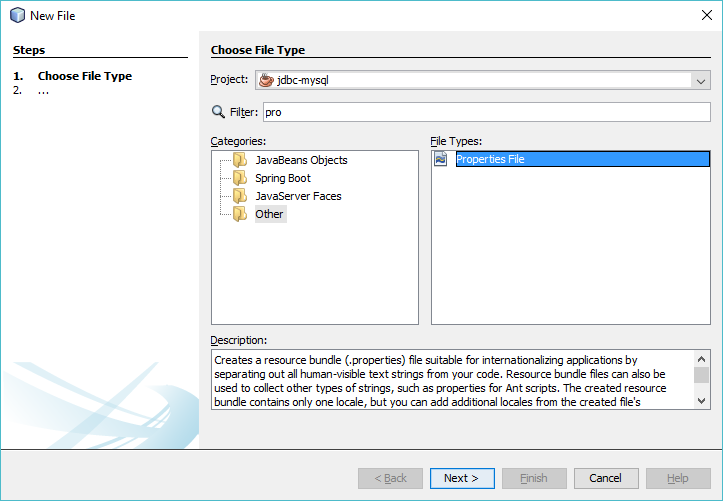 New File
Steps
1. Choose File Type
2. ...
Choose File Type
Project: jdbc-mysql
Filter: pro
Categories:
JavaBeans Objects
Spring Boot
JavaServer Faces
Other
File Types:
Properties File
Description:
Creates a resource bundle (.properties) file suitable for internationalizing applications by
separating out all human-visible text strings from your code. Resource bundle files can also be
used to collect other types of strings, such as properties for Ant scripts. The created resource
bundle contains only one locale, but you can add additional locales from the created file's
< Back Next > Finish Cancel Help